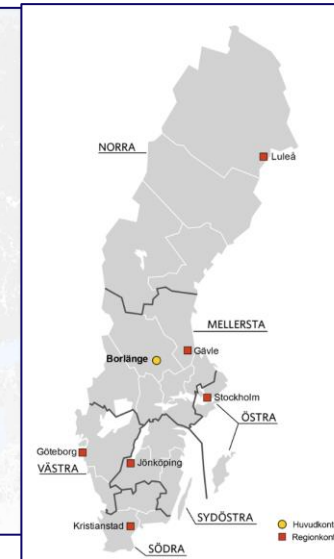 NORRA
Luleå
MELLERSTA
Gävle
Borlänge
Stockholm
ÖSTRA
Göteborg
VÄSTRA
Jönköping
SYDÖSTRA
Kristianstad
SÖDRA
Huvudkont
Regionkont